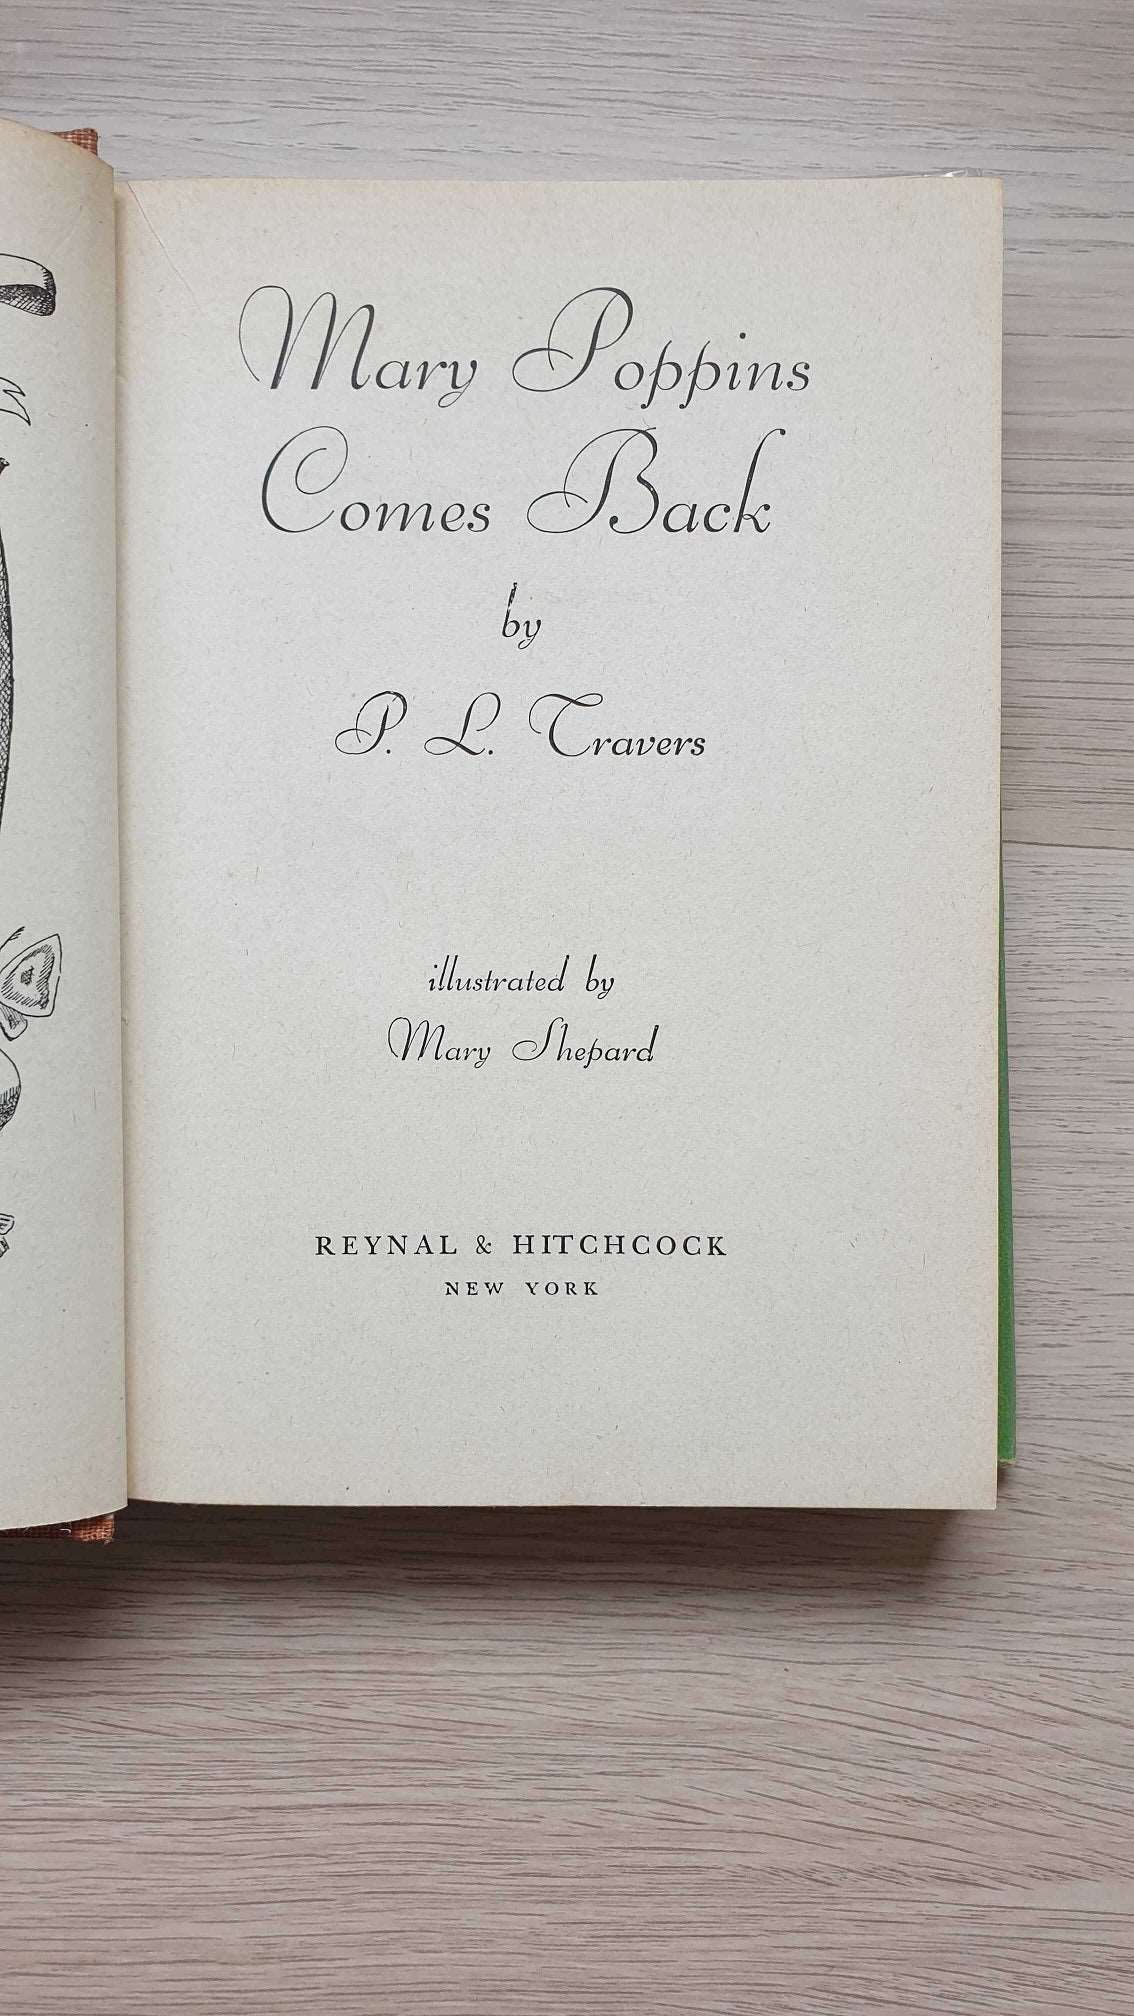 Mary Poppins
Comes Back
by
P. L. Travers
illustrated by
Mary Shepard
REYNAL & HITCHCOCK
NEW YORK